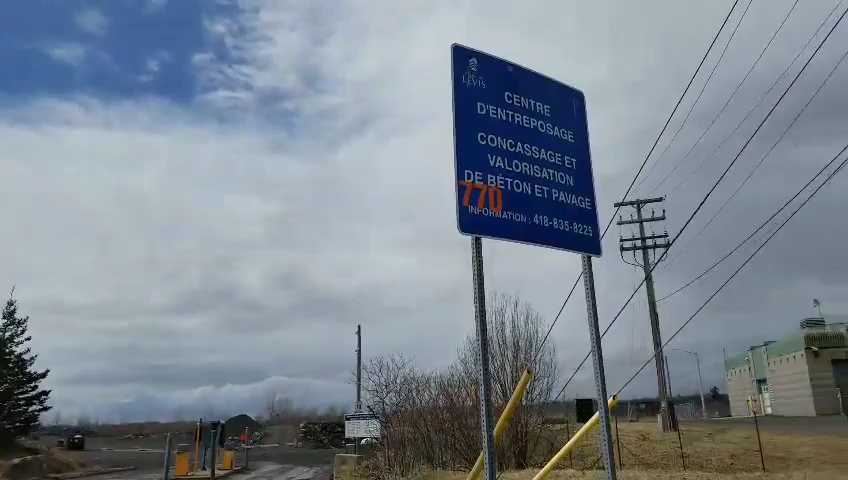 LÉVIS
CENTRE
D'ENTREPOSAGE
CONCASSAGE ET
VALORISATION
DE BÉTON ET PAVAGE
770
INFORMATION : 418-835-8225